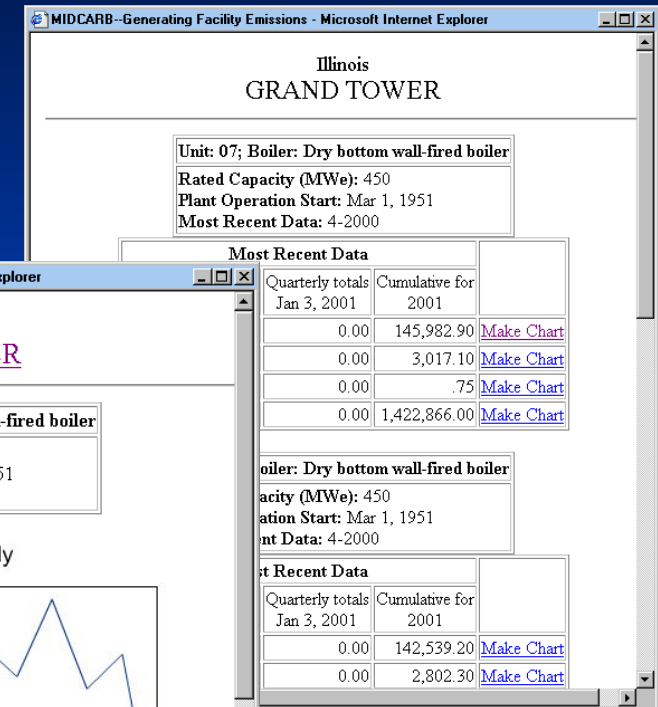 MIDCARB--Generating Facility Emissions - Microsoft Internet Explorer
Illinois
GRAND TOWER
Unit: 07; Boiler: Dry bottom wall-fired boiler
Rated Capacity (MWe): 450
Plant Operation Start: Mar 1, 1951
Most Recent Data: 4-2000
Most Recent Data
Quarterly totals Cumulative for
Jan 3, 2001 2001
0.00 145,982.90 Make Chart
0.00 3,017.10 Make Chart
0.00 .75 Make Chart
0.00 1,422,866.00 Make Chart
oiler: Dry bottom wall-fired boiler
acity (MWe): 450
ation Start: Mar 1, 1951
nt Data: 4-2000
st Recent Data
Quarterly totals Cumulative for
Jan 3, 2001 2001
0.00 142,539.20 Make Chart
0.00 2,802.30 Make Chart
xplorer
R
-fired boiler
51
ly